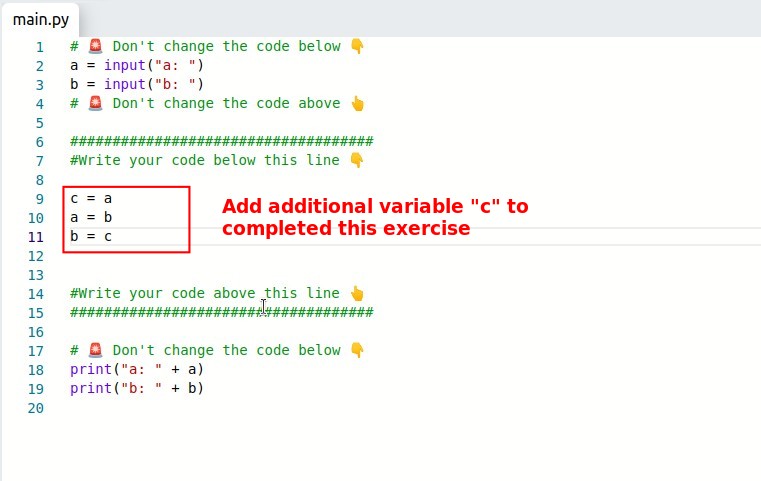 main.py
1 # 🚨 Don't change the code below 👇
2 a = input("a: ")
3 b = input("b: ")
4 # 🚨 Don't change the code above 👆
5
6 ####################################
7 #Write your code below this line 👇
8
9 c = a
10 a = b
11 b = c
Add additional variable "c" to
completed this exercise
12
13
14 #Write your code above this line 👆
15 ####################################
16
17 # 🚨 Don't change the code below 👇
18 print("a: " + a)
19 print("b: " + b)
20